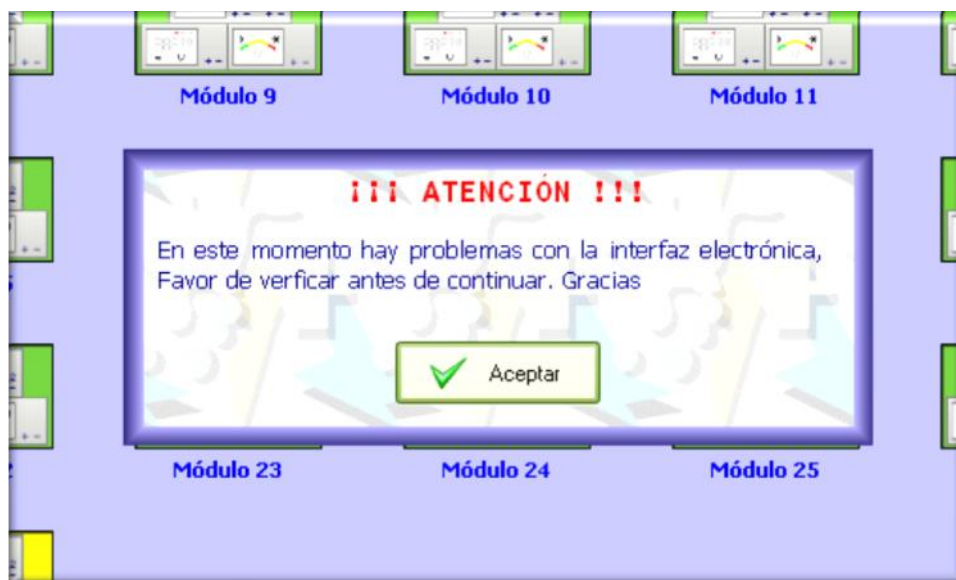 Módulo 9 Módulo 10 Módulo 11
¡¡¡ ATENCIÓN !!!
En este momento hay problemas con la interfaz electrónica,
Favor de verficar antes de continuar. Gracias
Aceptar
Módulo 23 Módulo 24 Módulo 25